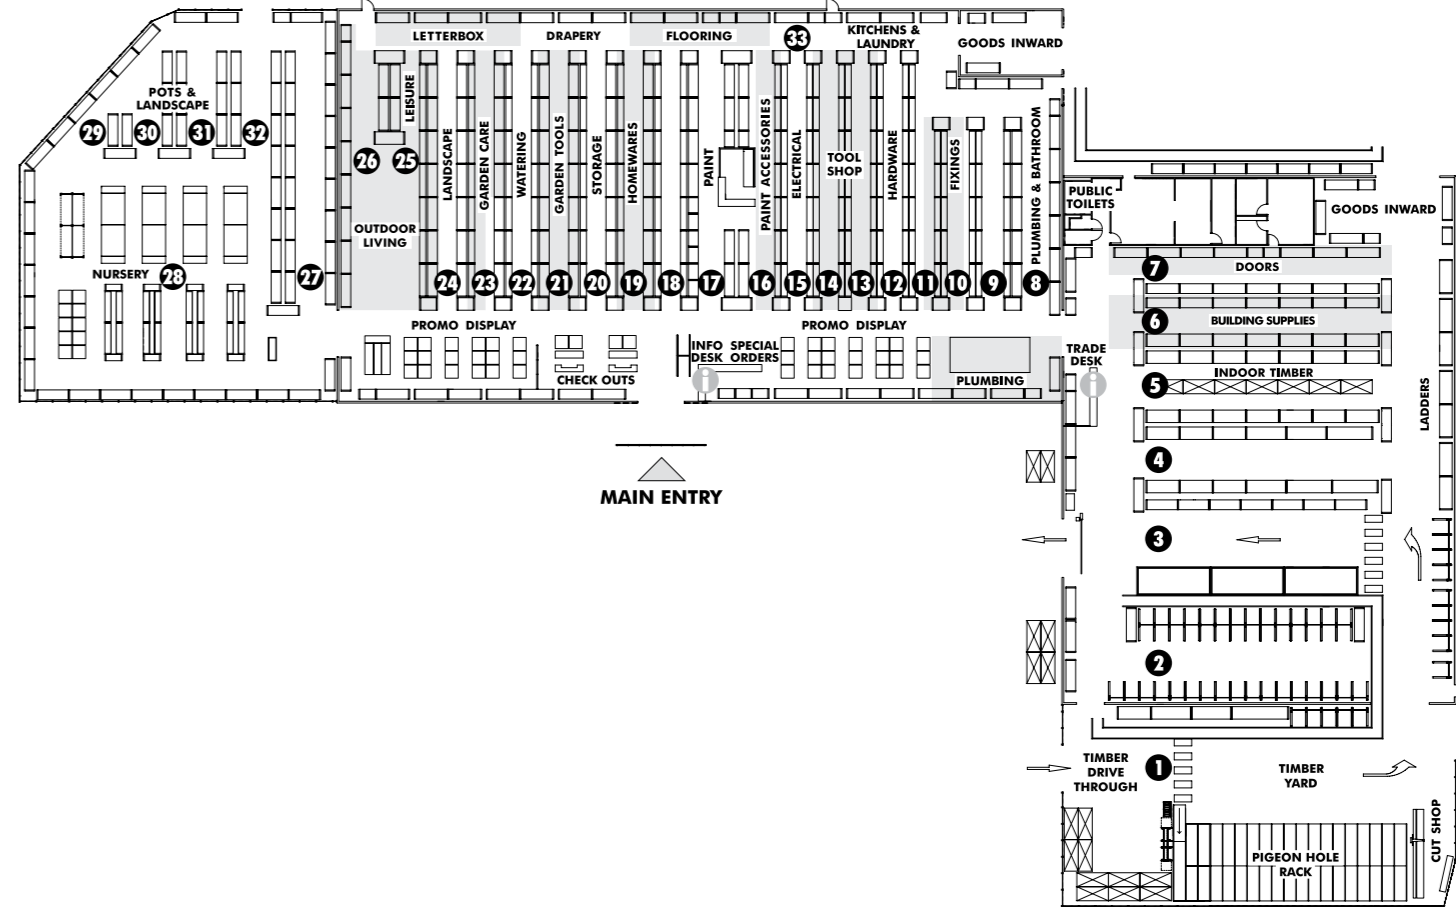 LETTERBOX
DRAPERY
FLOORING
33
KITCHENS &
LAUNDRY
GOODS INWARD
POTS &
LANDSCAPE
29
30
31
32
LEISURE
26
25
OUTDOOR
LIVING
LANDSCAPE
GARDEN CARE
WATERING
GARDEN TOOLS
STORAGE
HOMEWARES
PAINT
PAINT ACCESSORIES
ELECTRICAL
TOOL
SHOP
HARDWARE
FIXINGS
PLUMBING & BATHROOM
PUBLIC
TOILETS
GOODS INWARD
NURSERY
28
27
24
23
22
21
20
19
18
17
16
15
14
13
12
11
10
9
8
7
DOORS
6
BUILDING SUPPLIES
PROMO DISPLAY
PROMO DISPLAY
INFO
DESK
SPECIAL
ORDERS
i
CHECK OUTS
PLUMBING
TRADE
DESK
i
INDOOR TIMBER
5
LADDERS
4
MAIN ENTRY
3
2
TIMBER
DRIVE
THROUGH
1
TIMBER
YARD
CUT SHOP
PIGEON HOLE
RACK